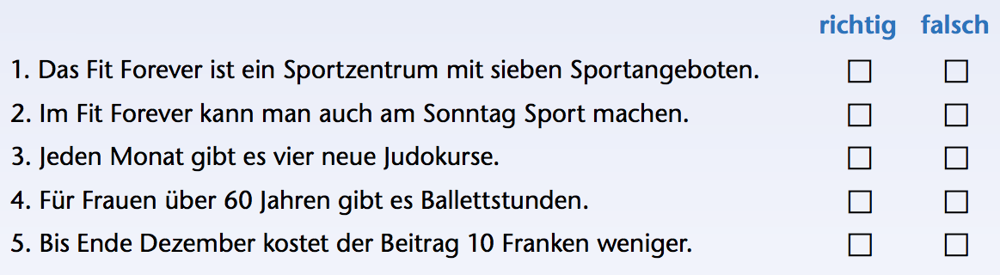 richtig falsch
1. Das Fit Forever ist ein Sportzentrum mit sieben Sportangeboten.
2. Im Fit Forever kann man auch am Sonntag Sport machen.
3. Jeden Monat gibt es vier neue Judokurse.
4. Für Frauen über 60 Jahren gibt es Ballettstunden.
5. Bis Ende Dezember kostet der Beitrag 10 Franken weniger.